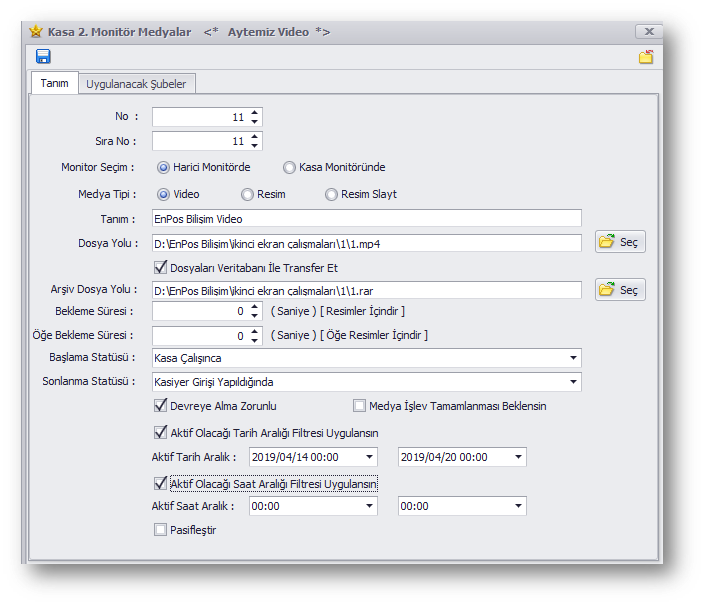 Kasa 2. Monitör Medyalar <* Aytemiz Video *>
Tanım Uygulanacak Şubeler
No : 11
Sıra No : 11
Monitor Seçim : Harici Monitörde Kasa Monitöründe
Medya Tipi : Video Resim Resim Slayt
Tanım : EnPos Bilişim Video
Dosya Yolu : D:\EnPos Bilişim\ikinci ekran çalışmaları\1\1.mp4 Seç
Dosyaları Veritabanı İle Transfer Et
Arşiv Dosya Yolu : D:\EnPos Bilişim\ikinci ekran çalışmaları\1\1.rar Seç
Bekleme Süresi : 0 ( Saniye ) [ Resimler İçindir ]
Öğe Bekleme Süresi : 0 ( Saniye ) [ Öğe Resimler İçindir ]
Başlama Statüsü : Kasa Çalışınca
Sonlanma Statüsü : Kasiyer Girişi Yapıldığında
Devreye Alma Zorunlu Medya İşlev Tamamlanması Beklensin
Aktif Olacağı Tarih Aralığı Filtresi Uygulansın
Aktif Tarih Aralık : 2019/04/14 00:00 2019/04/20 00:00
Aktif Olacağı Saat Aralığı Filtresi Uygulansın
Aktif Saat Aralık : 00:00 00:00
Pasifleştir